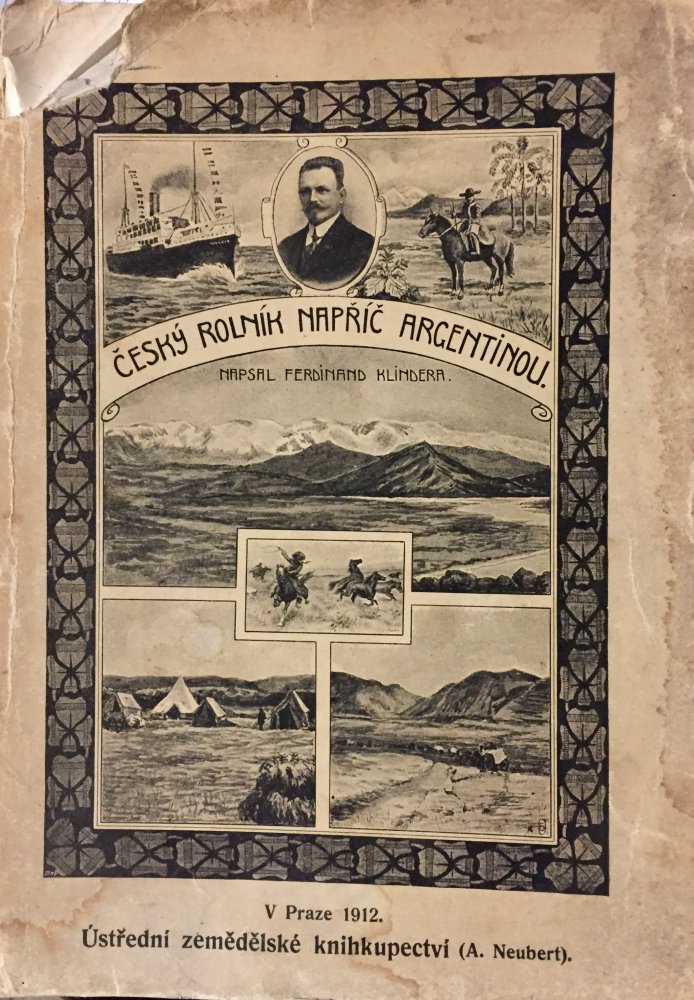 ČESKÝ ROLNÍK NAPŘÍČ ARGENTINOU.
NAPSAL FERDINAND KLINDERA.
V Praze 1912.
Ústřední zemědělské knihkupectví (A. Neubert).